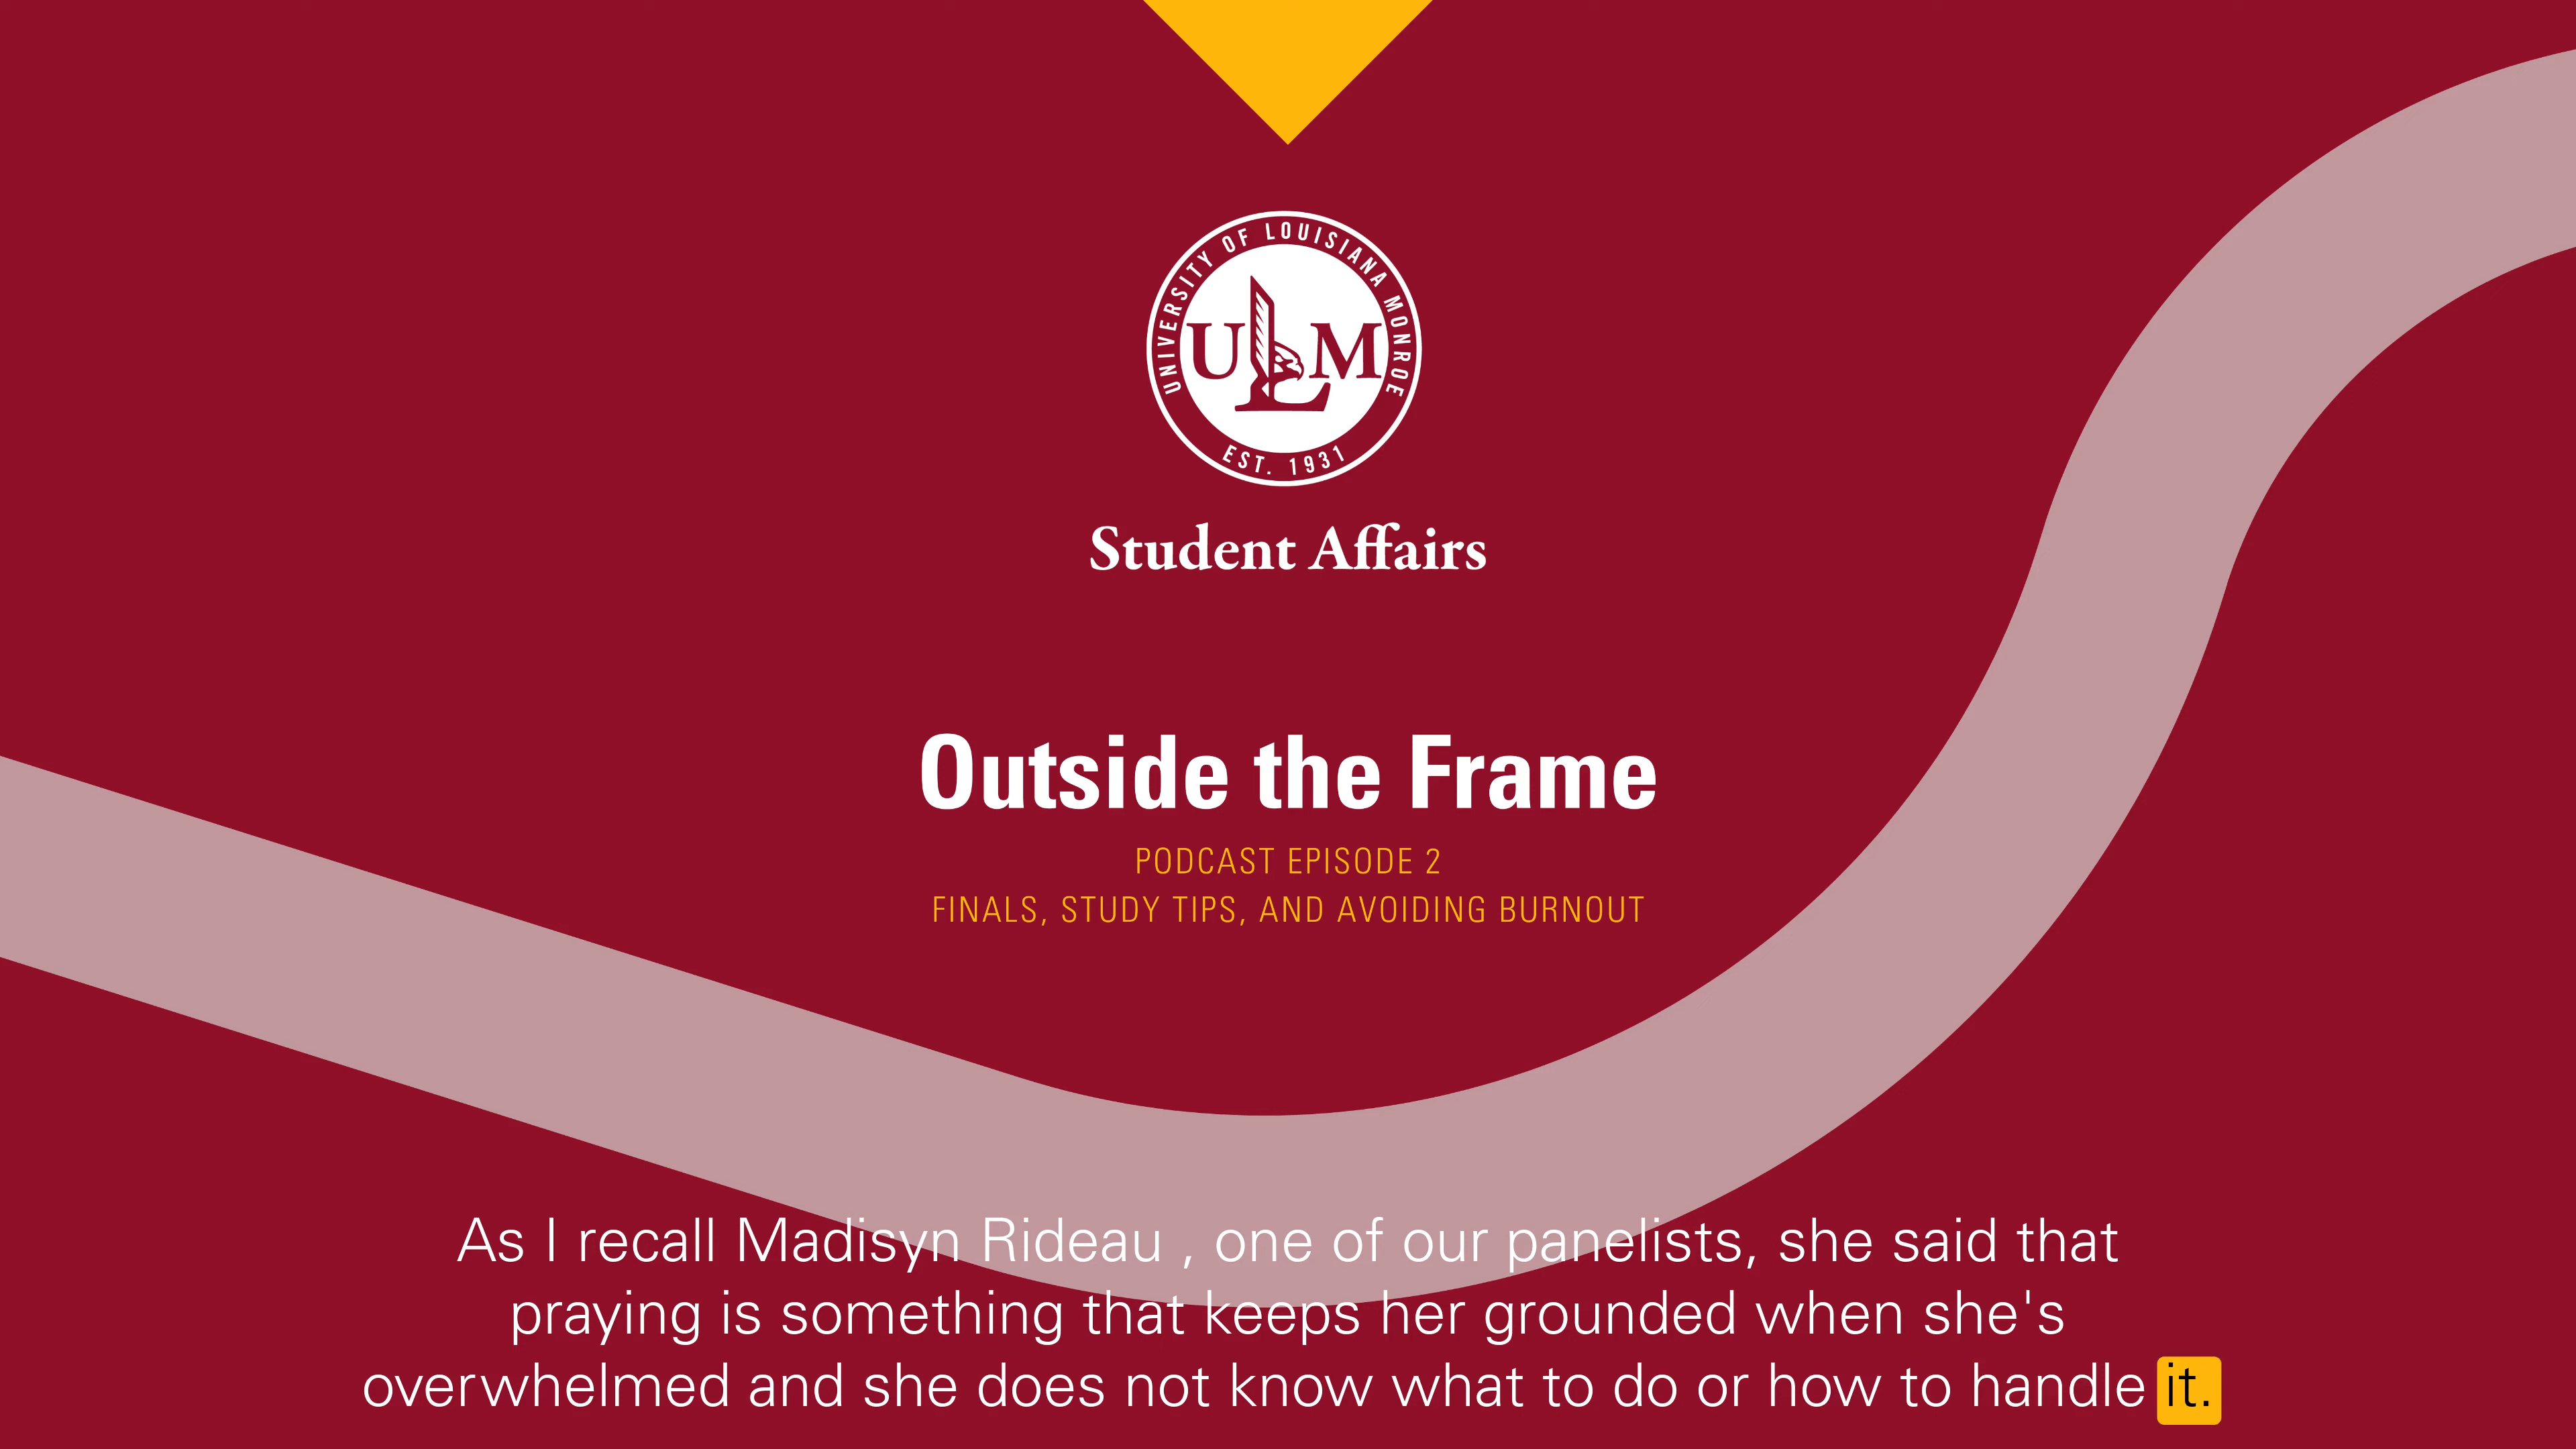 UNIVERSITY OF LOUISIANA MONROE
ULM
EST. 1931
Student Affairs
Outside the Frame
PODCAST EPISODE 2
FINALS, STUDY TIPS, AND AVOIDING BURNOUT
As I recall Madisyn Rideau , one of our panelists, she said that
praying is something that keeps her grounded when she's
overwhelmed and she does not know what to do or how to handle it.